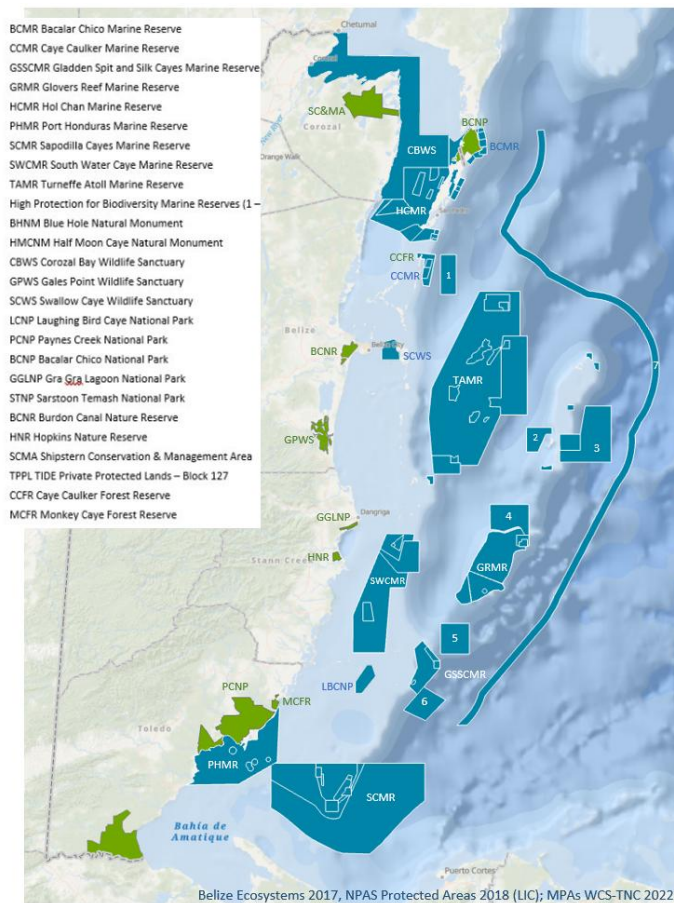 BCMR Bacalar Chico Marine Reserve
CCMR Caye Caulker Marine Reserve
GSSCMR Gladden Spit and Silk Cayes Marine Reserve
GRMR Glovers Reef Marine Reserve
HCMR Hol Chan Marine Reserve
PHMR Port Honduras Marine Reserve
SCMR Sapodilla Cayes Marine Reserve
SWCMR South Water Caye Marine Reserve
TAMR Turneffe Atoll Marine Reserve
High Protection for Biodiversity Marine Reserves (1 –
BHNM Blue Hole Natural Monument
HMCNM Half Moon Caye Natural Monument
CBWS Corozal Bay Wildlife Sanctuary
GPWS Gales Point Wildlife Sanctuary
SCWS Swallow Caye Wildlife Sanctuary
LCNP Laughing Bird Caye National Park
PCNP Paynes Creek National Park
BCNP Bacalar Chico National Park
GGLNP Gra Gra Lagoon National Park
STNP Sarstoon Temash National Park
BCNR Burdon Canal Nature Reserve
HNR Hopkins Nature Reserve
SCMA Shipstern Conservation & Management Area
TPPL TIDE Private Protected Lands – Block 127
CCFR Caye Caulker Forest Reserve
MCFR Monkey Caye Forest Reserve
Chetumal
Corozal
SC&MA
Corozal
New River
Orange Walk
CBWS
BCNP
BCMR
HCMR
CCFR
CCMR
1
Belize
Belize City
BCNR
SCWS
TAMR
7
GPWS
2
3
Dangriga
GGLNP
4
Stann Creek
HNR
SWCMR
GRMR
5
LBCNP
GSSCMR
6
PCNP
MCFR
Toledo
PHMR
SCMR
Bahía de
Amatique
Puerto Cortes
Belize Ecosystems 2017, NPAS Protected Areas 2018 (LIC); MPAs WCS-TNC 2022